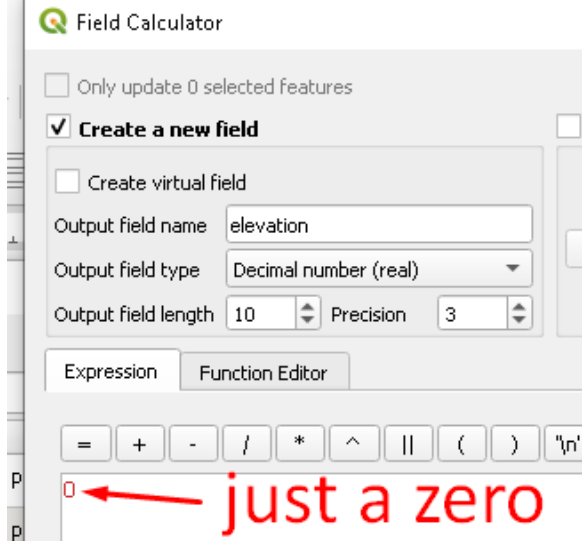 Field Calculator
Only update 0 selected features
Create a new field
Create virtual field
Output field name elevation
Output field type Decimal number (real)
Output field length 10 Precision 3
Expression Function Editor
= + - / * ^ || ( ) '\n'
P 0 just a zero
P